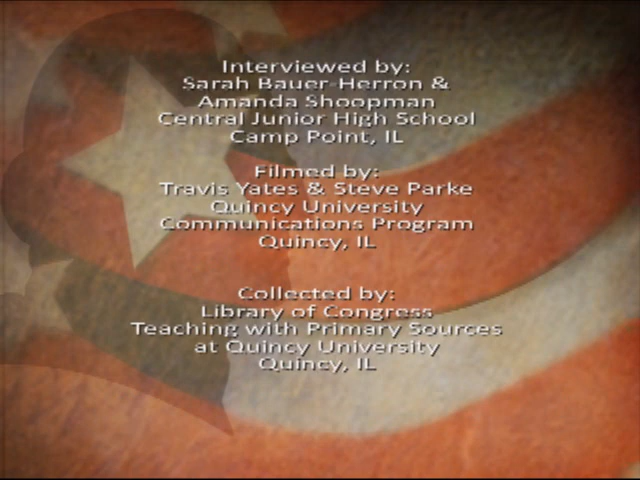 Interviewed by:
Sarah Bauer-Herron &
Amanda Shoopman
Central Junior High School
Camp Point, IL
Filmed by:
Travis Yates & Steve Parke
Quincy University
Communications Program
Quincy, IL
Collected by:
Library of Congress
Teaching with Primary Sources
at Quincy University
Quincy, IL